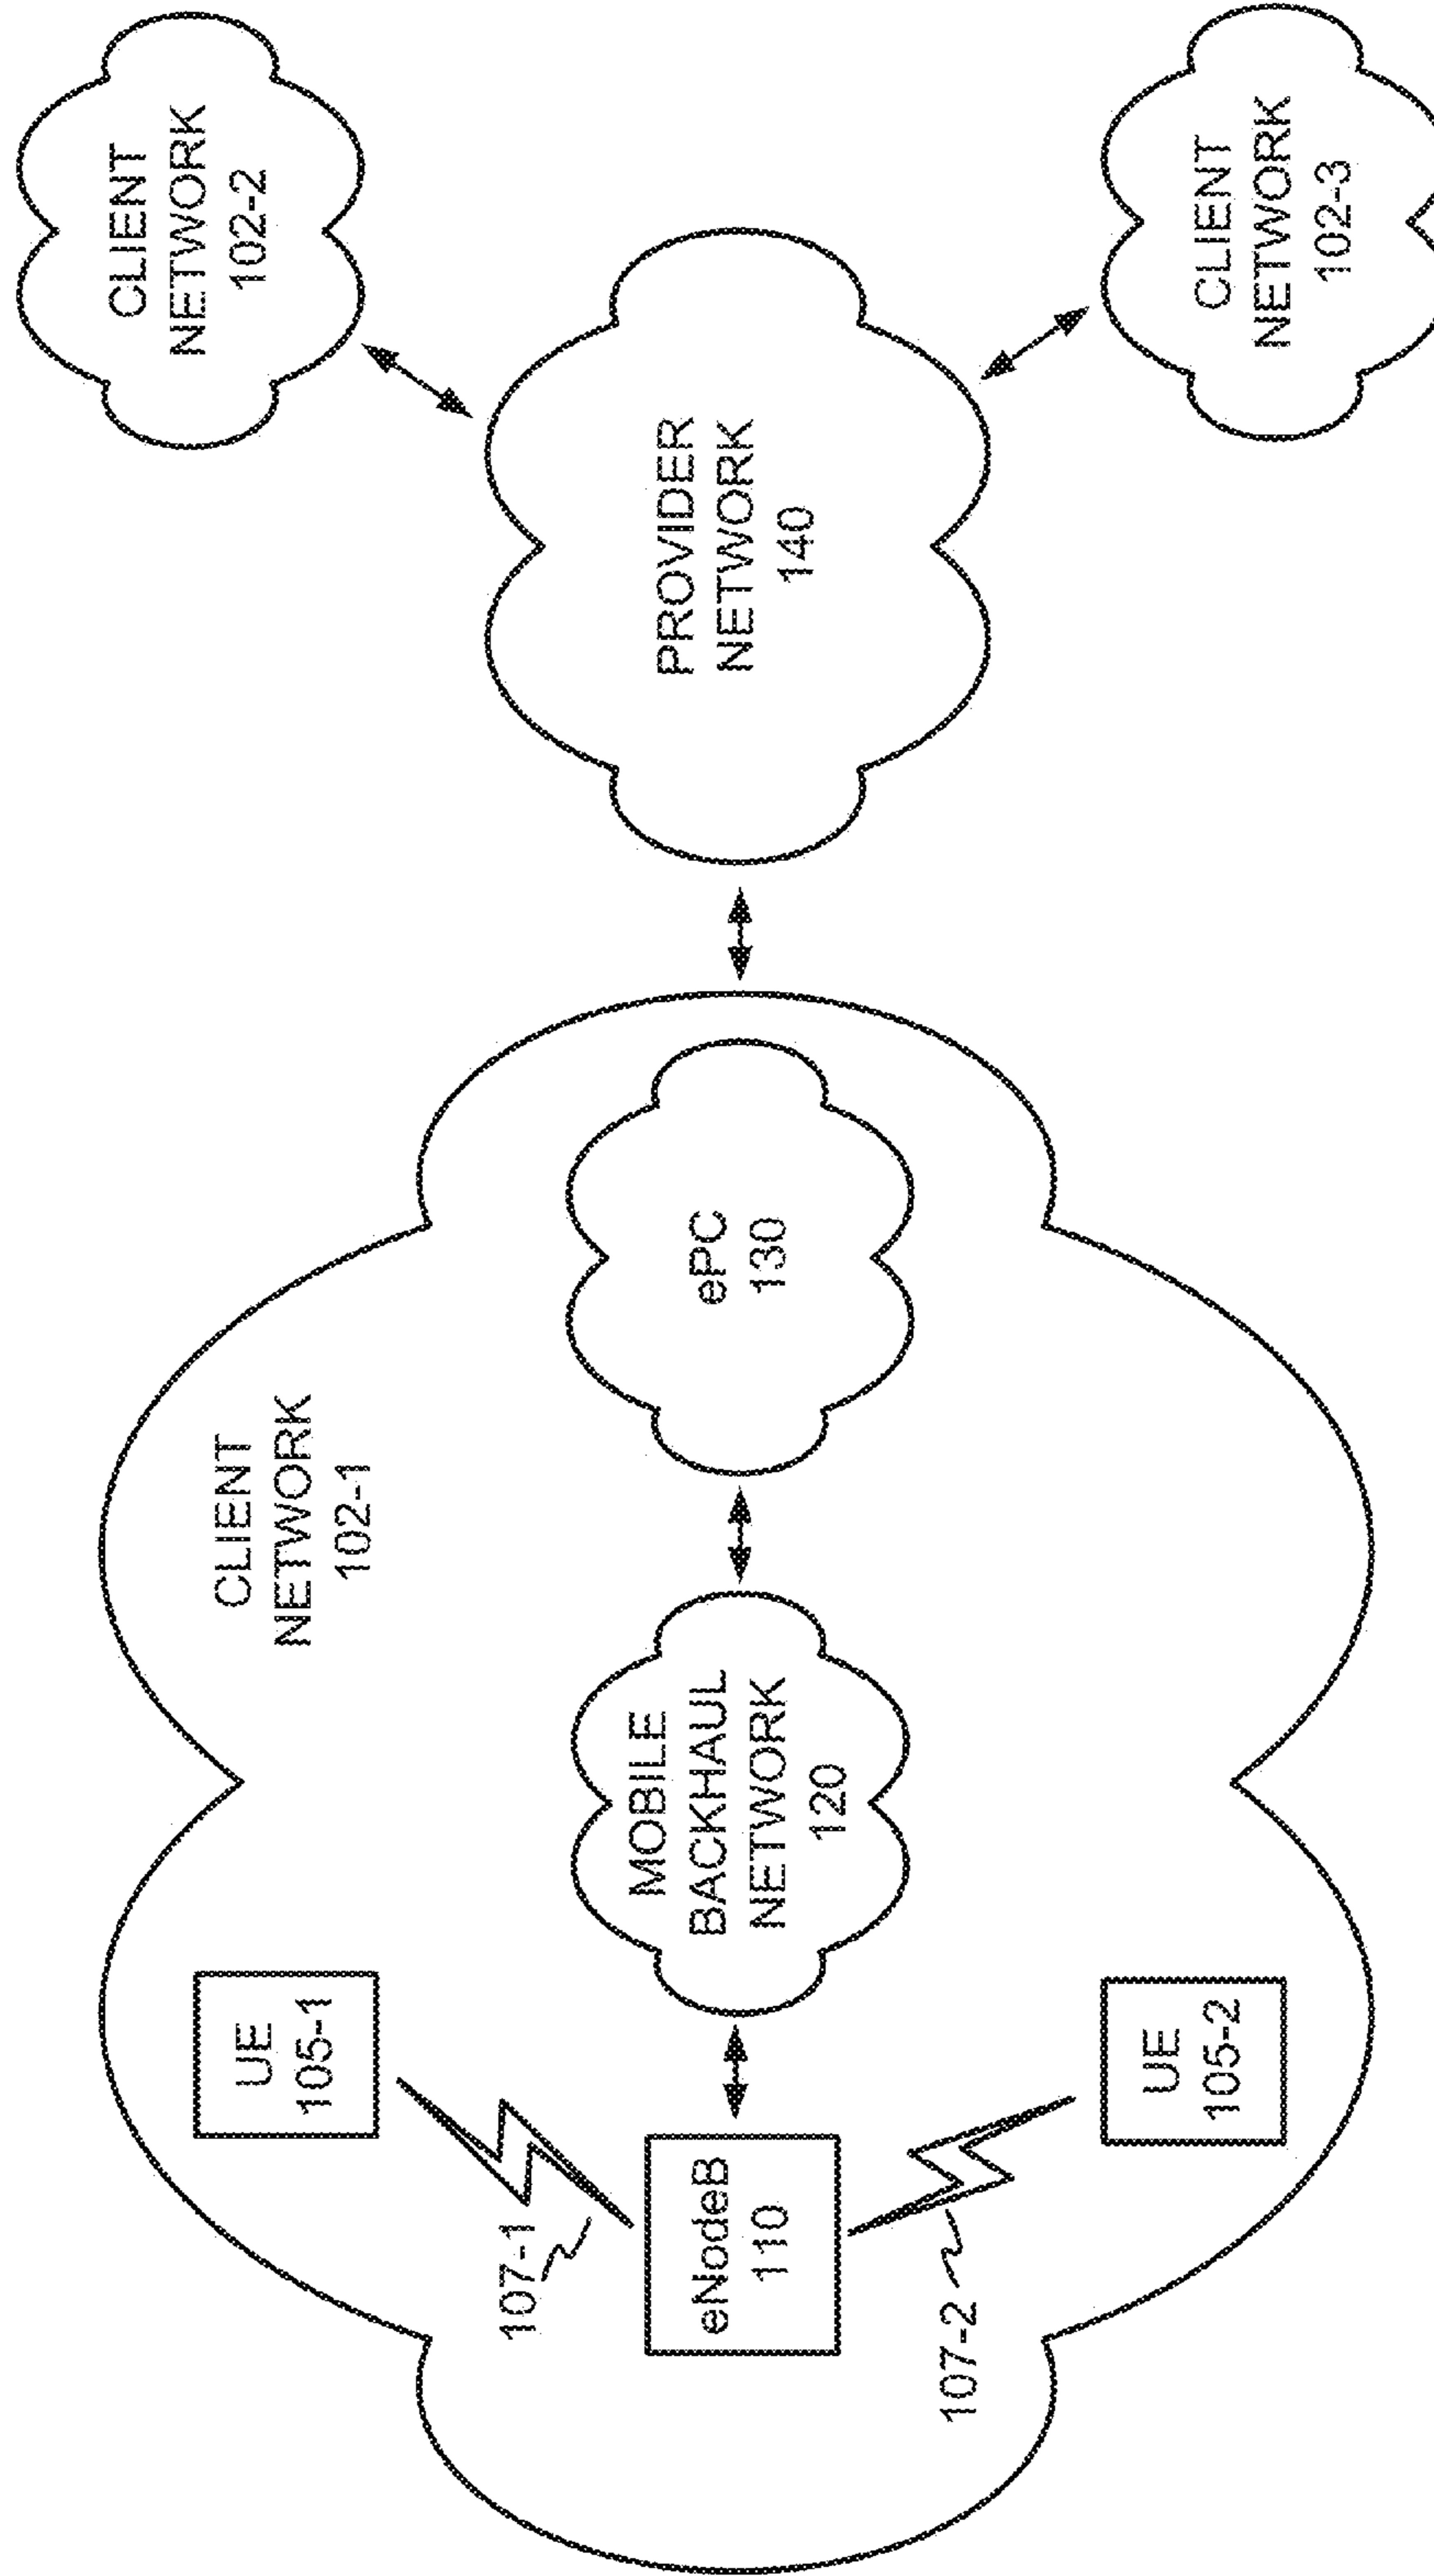 CLIENT
NETWORK
102-1
UE
105-1
107-1
eNodeB
110
107-2
UE
105-2
MOBILE
BACKHAUL
NETWORK
120
ePC
130
PROVIDER
NETWORK
140
CLIENT
NETWORK
102-2
CLIENT
NETWORK
102-3